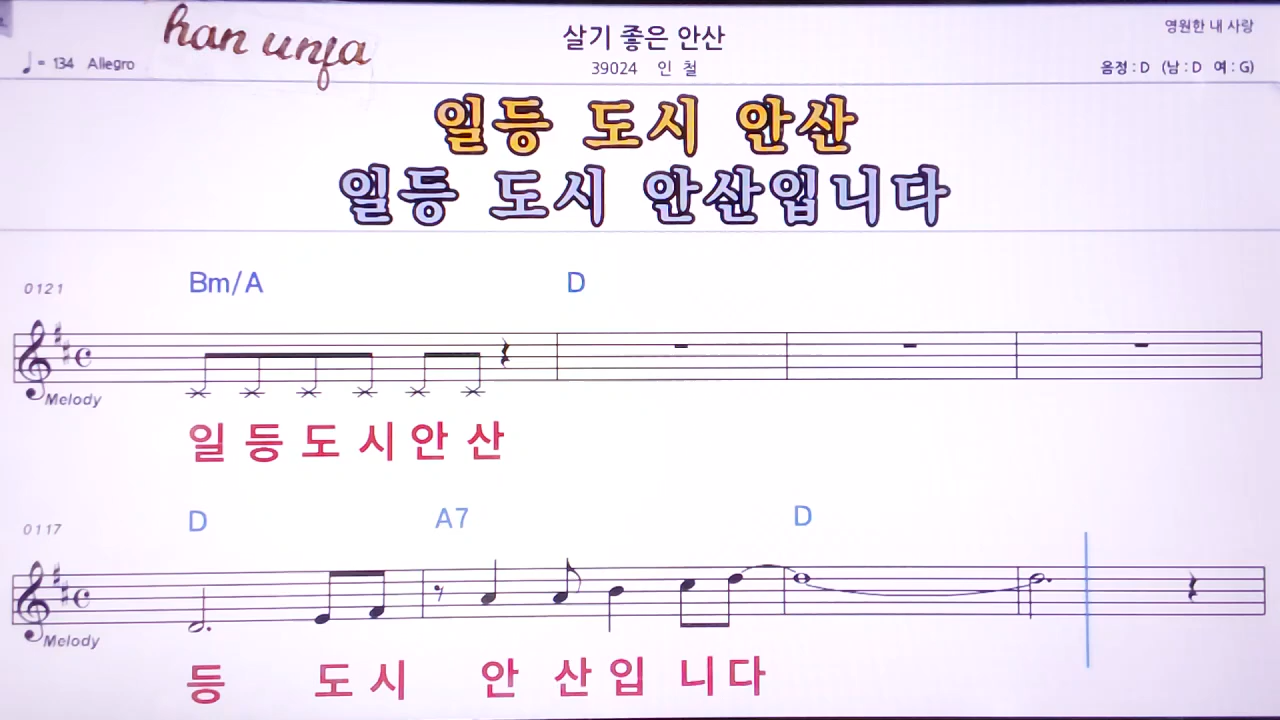 han unfa
살기 좋은 안산
영원한 내 사랑
♩ = 134 Allegro
39024 인 철
음정 : D (남 : D 여 : G)
일등 도시 안산
일등 도시 안산입니다
0121
Bm/A D
Melody
일 등 도 시 안 산
0117
D A7 D
Melody
등 도 시 안 산 입 니 다